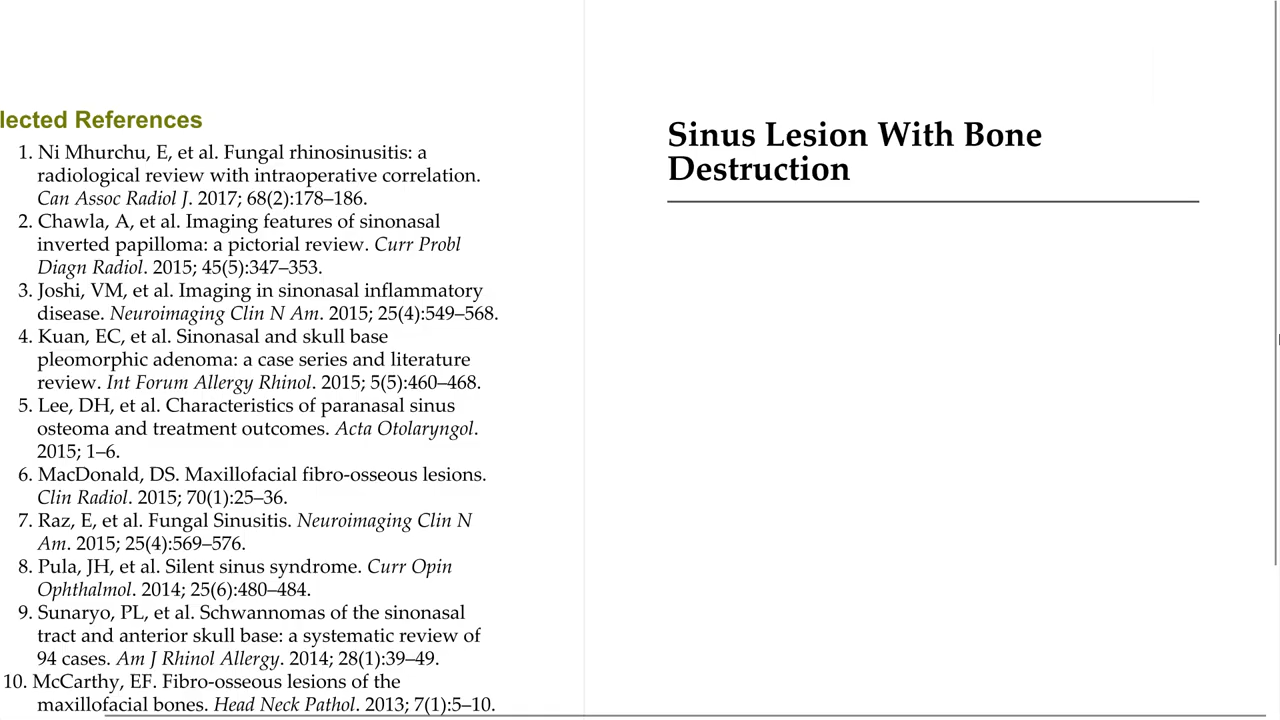 lected References
1. Ni Mhurchu, E, et al. Fungal rhinosinusitis: a
radiological review with intraoperative correlation.
Can Assoc Radiol J. 2017; 68(2):178–186.
2. Chawla, A, et al. Imaging features of sinonasal
inverted papilloma: a pictorial review. Curr Probl
Diagn Radiol. 2015; 45(5):347–353.
3. Joshi, VM, et al. Imaging in sinonasal inflammatory
disease. Neuroimaging Clin N Am. 2015; 25(4):549–568.
4. Kuan, EC, et al. Sinonasal and skull base
pleomorphic adenoma: a case series and literature
review. Int Forum Allergy Rhinol. 2015; 5(5):460–468.
5. Lee, DH, et al. Characteristics of paranasal sinus
osteoma and treatment outcomes. Acta Otolaryngol.
2015; 1–6.
6. MacDonald, DS. Maxillofacial fibro-osseous lesions.
Clin Radiol. 2015; 70(1):25–36.
7. Raz, E, et al. Fungal Sinusitis. Neuroimaging Clin N
Am. 2015; 25(4):569–576.
8. Pula, JH, et al. Silent sinus syndrome. Curr Opin
Ophthalmol. 2014; 25(6):480–484.
9. Sunaryo, PL, et al. Schwannomas of the sinonasal
tract and anterior skull base: a systematic review of
94 cases. Am J Rhinol Allergy. 2014; 28(1):39–49.
10. McCarthy, EF. Fibro-osseous lesions of the
maxillofacial bones. Head Neck Pathol. 2013; 7(1):5–10.
Sinus Lesion With Bone
Destruction